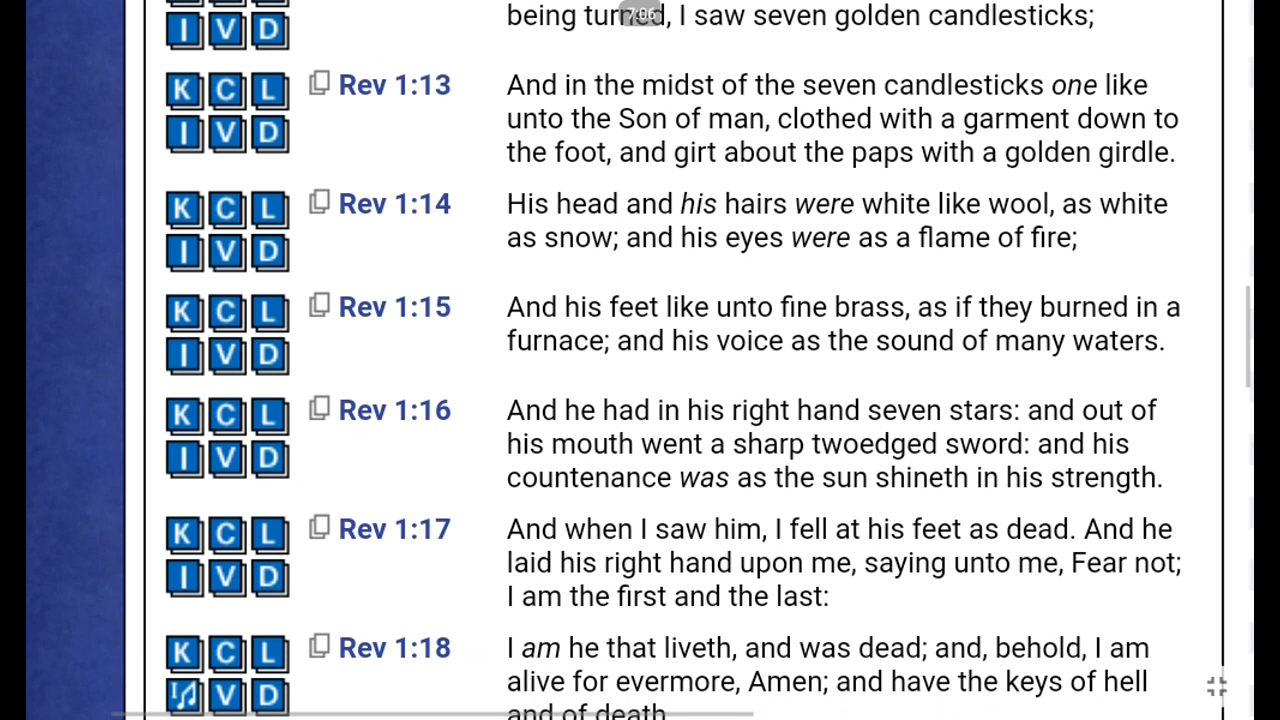 being turned, I saw seven golden candlesticks;
7:06
I V D
K C L
Rev 1:13
And in the midst of the seven candlesticks one like
I V D
unto the Son of man, clothed with a garment down to
the foot, and girt about the paps with a golden girdle.
K C L
Rev 1:14
His head and his hairs were white like wool, as white
I V D
as snow; and his eyes were as a flame of fire;
K C L
Rev 1:15
And his feet like unto fine brass, as if they burned in a
I V D
furnace; and his voice as the sound of many waters.
K C L
Rev 1:16
And he had in his right hand seven stars: and out of
I V D
his mouth went a sharp twoedged sword: and his
countenance was as the sun shineth in his strength.
K C L
Rev 1:17
And when I saw him, I fell at his feet as dead. And he
I V D
laid his right hand upon me, saying unto me, Fear not;
I am the first and the last:
K C L
Rev 1:18
I am he that liveth, and was dead; and, behold, I am
I V D
alive for evermore, Amen; and have the keys of hell
and of death